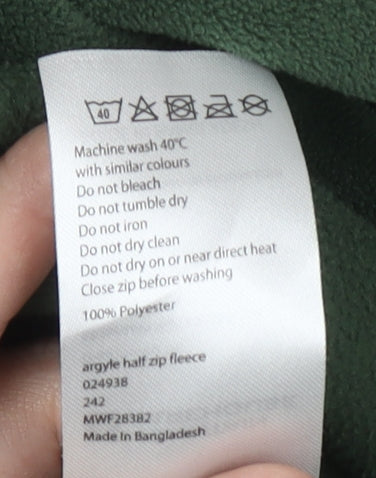 40
Machine wash 40°C
with similar colours
Do not bleach
Do not tumble dry
Do not iron
Do not dry clean
Do not dry on or near direct heat
Close zip before washing
100% Polyester
argyle half zip fleece
024938
242
MWF28382
Made In Bangladesh